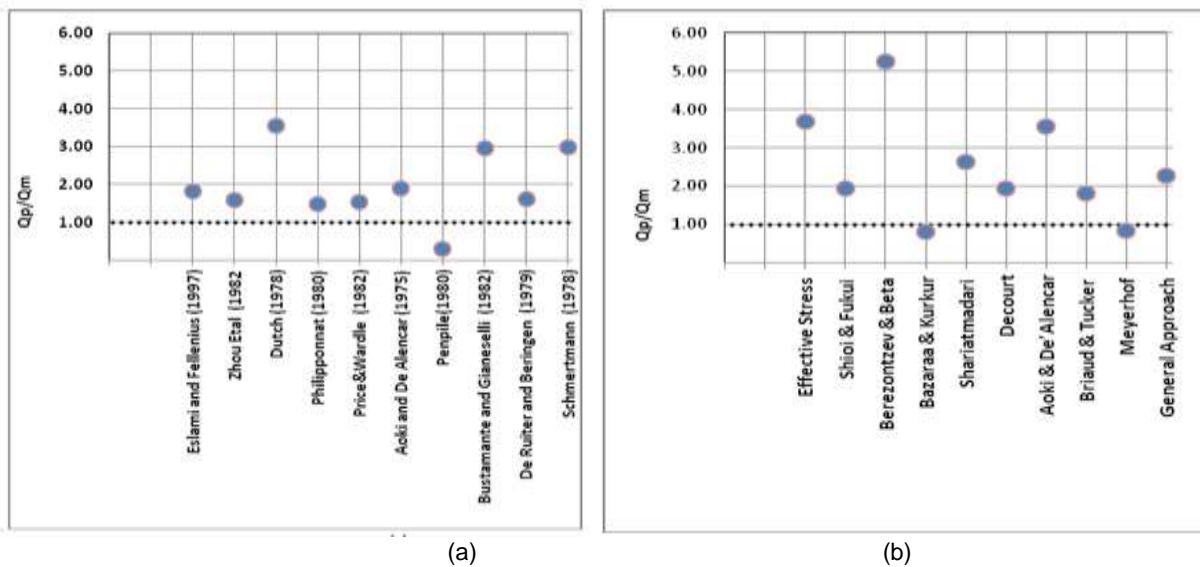 6.00
5.00
4.00
3.00
2.00
1.00
Qp/Qm
Eslami and Fellenius (1997)
Zhou Etal (1982
Dutch (1978)
Philipponnat (1980)
Price&Wardle (1982)
Aoki and De Alencar (1975)
Penpile(1980)
Bustamante and Gianeselli (1982)
De Ruiter and Beringen (1979)
Schmertmann (1978)
(a)
6.00
5.00
4.00
3.00
2.00
1.00
Qp/Qm
Effective Stress
Shioi & Fukui
Berezontzev & Beta
Bazaraa & Kurkur
Shariatmadari
Decourt
Aoki & De'Alencar
Briaud & Tucker
Meyerhof
General Approach
(b)